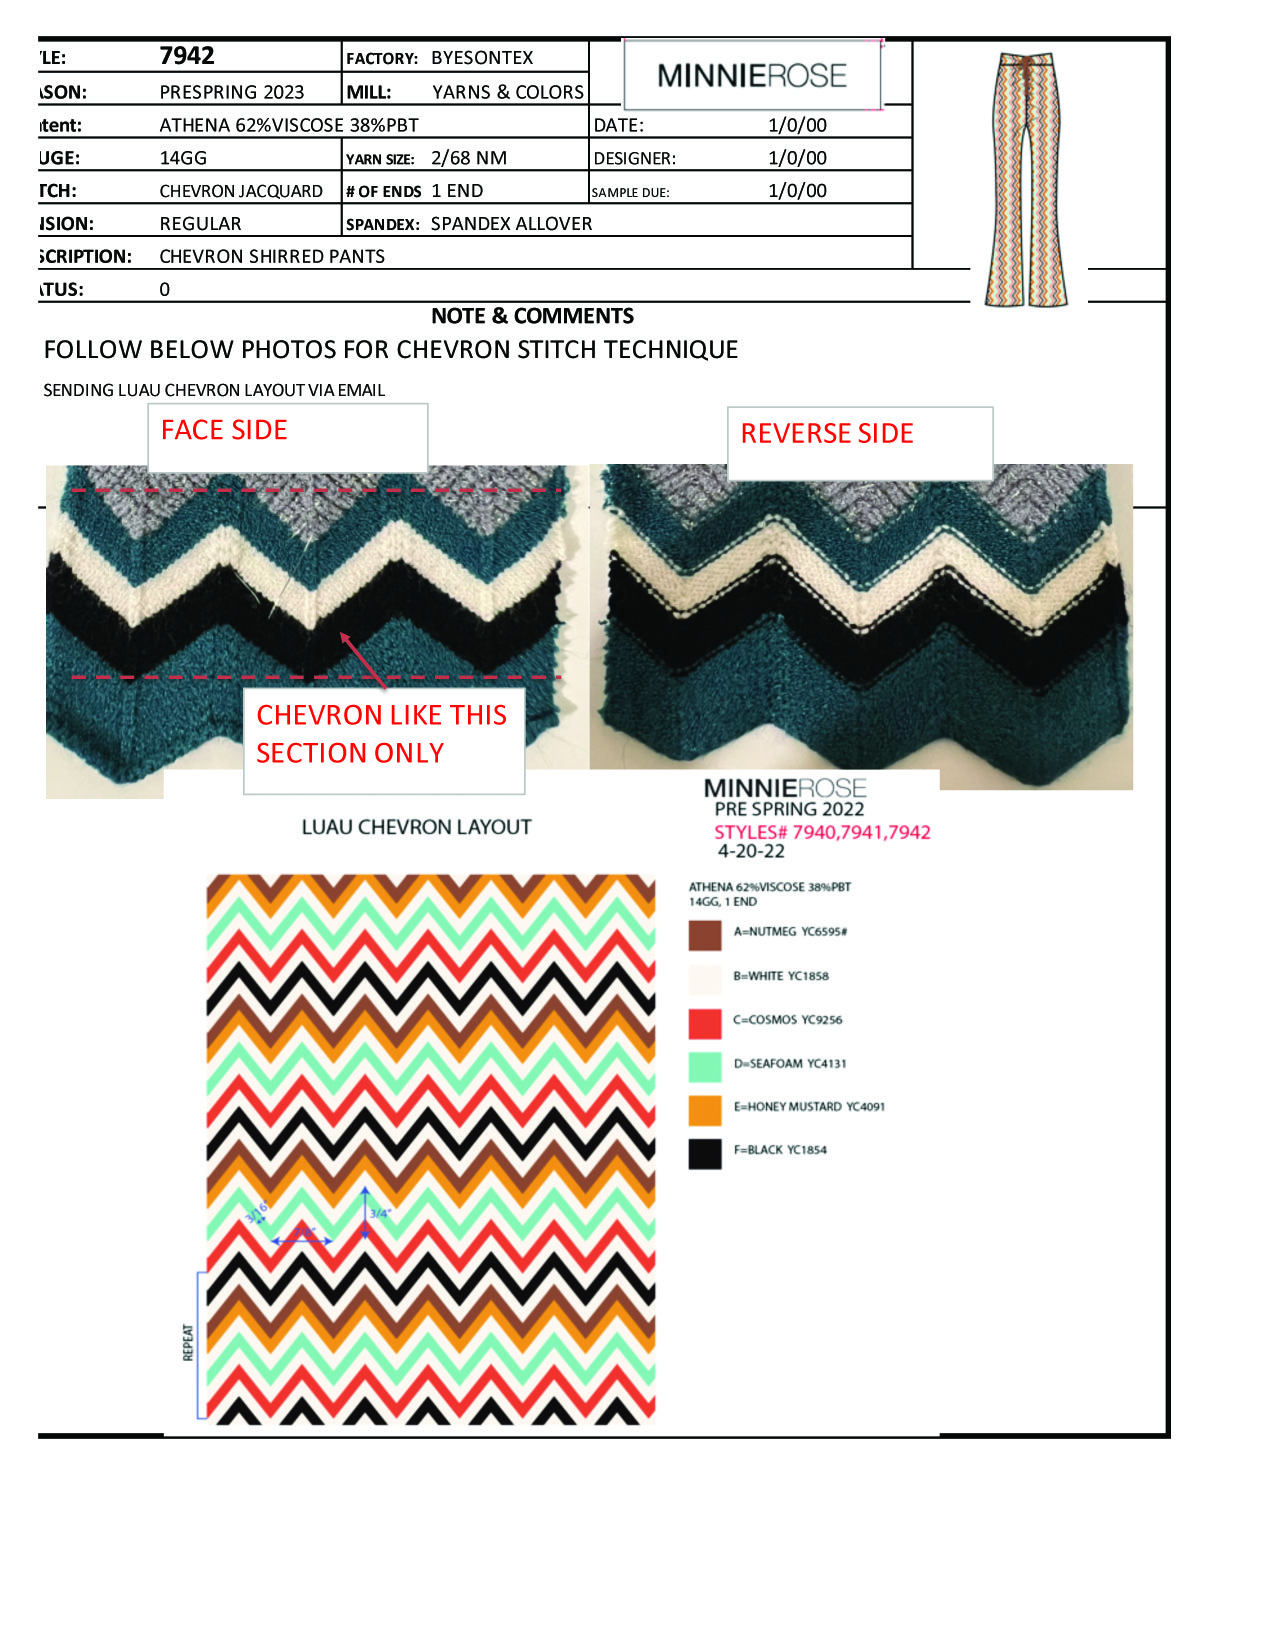 YLE: 7942 FACTORY: BYESONTEX MINNIEROSE
ASON: PRESPRING 2023 MILL: YARNS & COLORS
tent: ATHENA 62%VISCOSE 38%PBT DATE: 1/0/00
UGE: 14GG YARN SIZE: 2/68 NM DESIGNER: 1/0/00
TCH: CHEVRON JACQUARD # OF ENDS 1 END SAMPLE DUE: 1/0/00
NSION: REGULAR SPANDEX: SPANDEX ALLOVER
SCRIPTION: CHEVRON SHIRRED PANTS
ATUS: 0
NOTE & COMMENTS
FOLLOW BELOW PHOTOS FOR CHEVRON STITCH TECHNIQUE
SENDING LUAU CHEVRON LAYOUT VIA EMAIL
FACE SIDE
REVERSE SIDE
CHEVRON LIKE THIS
SECTION ONLY
MINNIEROSE
PRE SPRING 2022
LUAU CHEVRON LAYOUT
STYLES# 7940,7941,7942
4-20-22
ATHENA 62%VISCOSE 38%PBT
14GG, 1 END
A=NUTMEG YC6595#
B=WHITE YC1858
C=COSMOS YC9256
D=SEAFOAM YC4131
E=HONEY MUSTARD YC4091
F=BLACK YC1854
3/16"
3/4"
REPEAT